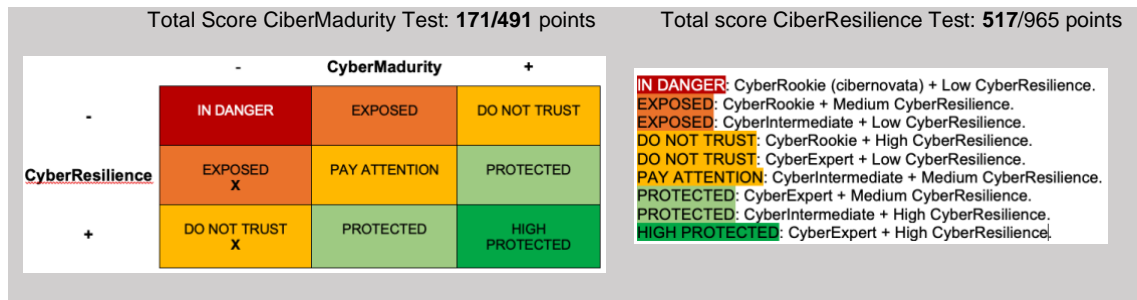 Total Score CiberMadurity Test: 171/491 points
Total score CiberResilience Test: 517/965 points
- CyberMadurity +
- IN DANGER EXPOSED DO NOT TRUST
CyberResilience EXPOSED X PAY ATTENTION PROTECTED
+ DO NOT TRUST X PROTECTED HIGH PROTECTED
IN DANGER: CyberRookie (cibernovata) + Low CyberResilience.
EXPOSED: CyberRookie + Medium CyberResilience.
EXPOSED: CyberIntermediate + Low CyberResilience.
DO NOT TRUST: CyberRookie + High CyberResilience.
DO NOT TRUST: CyberExpert + Low CyberResilience.
PAY ATTENTION: CyberIntermediate + Medium CyberResilience.
PROTECTED: CyberExpert + Medium CyberResilience.
PROTECTED: CyberIntermediate + High CyberResilience.
HIGH PROTECTED: CyberExpert + High CyberResilience.